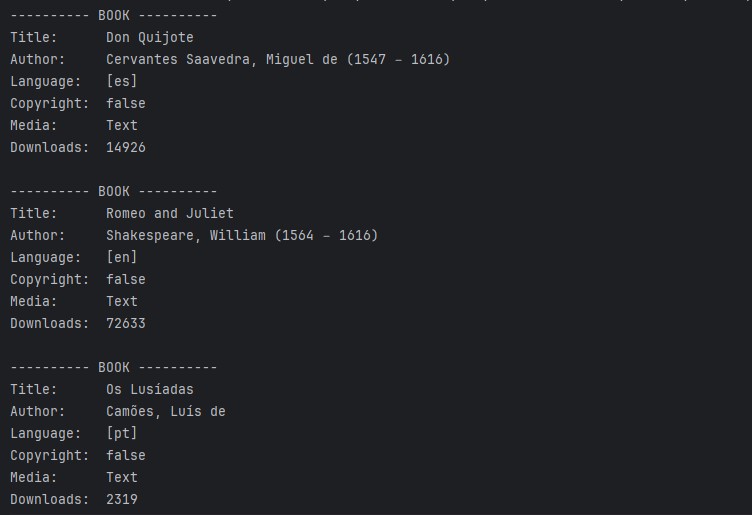 ---------- BOOK ----------
Title:      Don Quijote
Author:     Cervantes Saavedra, Miguel de (1547 - 1616)
Language:   [es]
Copyright:  false
Media:      Text
Downloads:  14926

---------- BOOK ----------
Title:      Romeo and Juliet
Author:     Shakespeare, William (1564 - 1616)
Language:   [en]
Copyright:  false
Media:      Text
Downloads:  72633

---------- BOOK ----------
Title:      Os Lusíadas
Author:     Camões, Luís de
Language:   [pt]
Copyright:  false
Media:      Text
Downloads:  2319